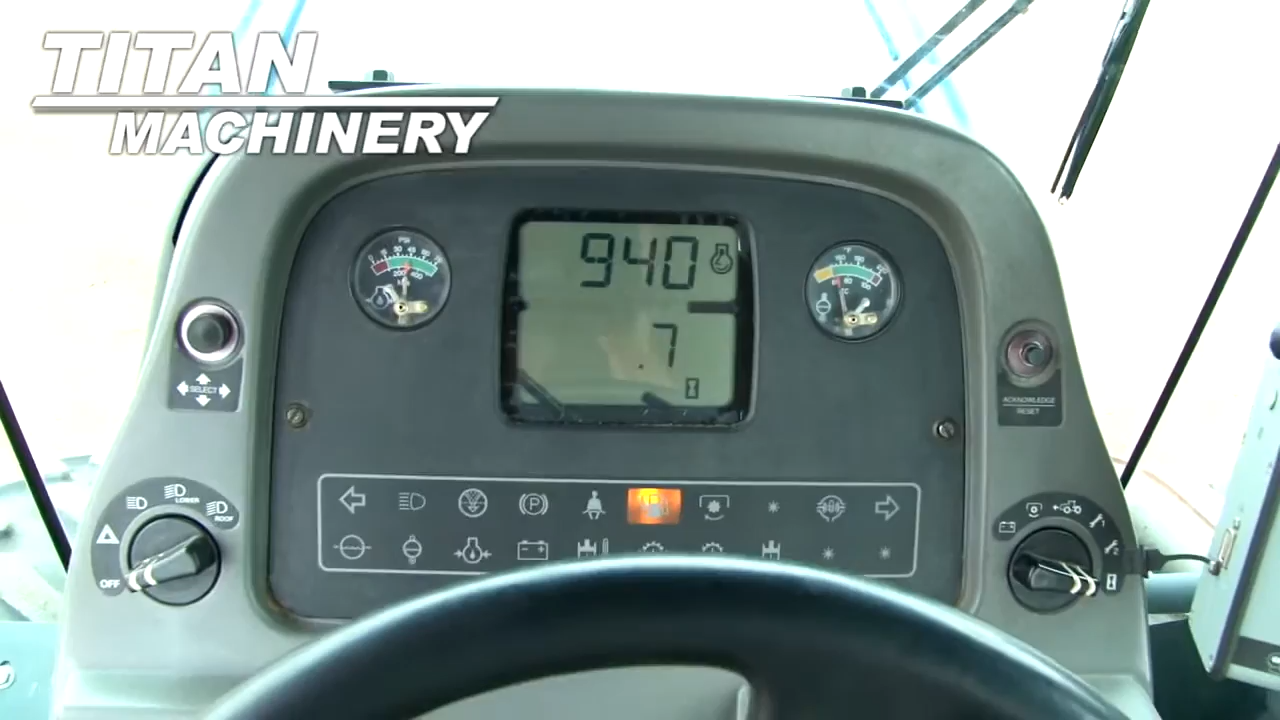 TITAN
MACHINERY
PSI
°F
940
7
SELECT
ACKNOWLEDGE
RESET
LOWER
ROOF
OFF
P